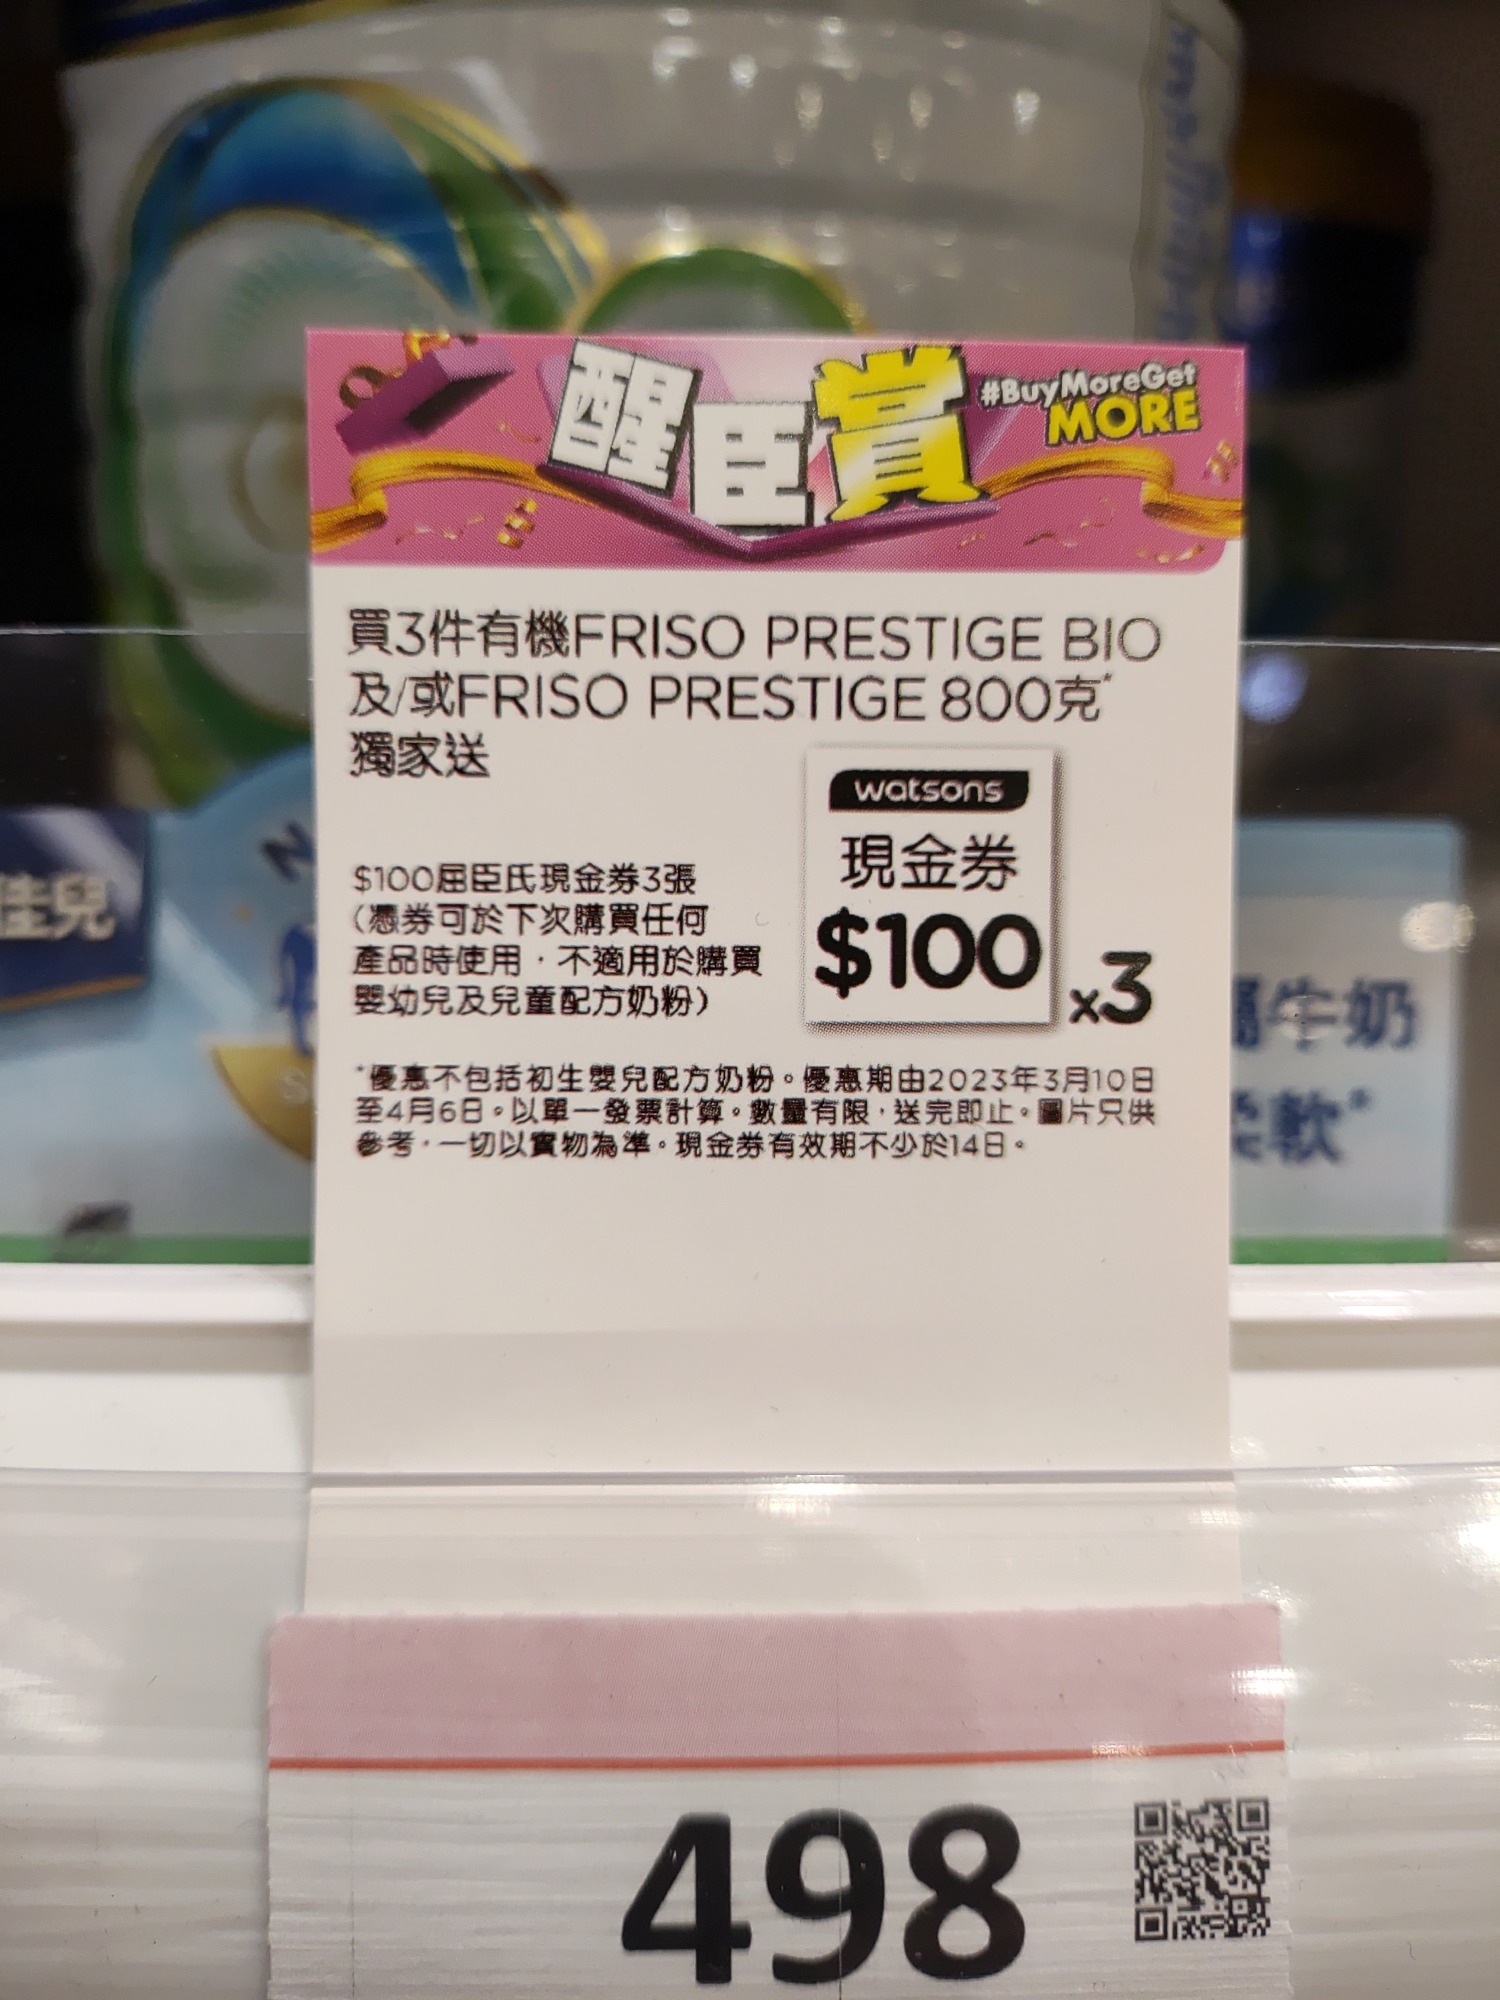 醒臣賞
#BuyMoreGet
MORE
買3件有機FRISO PRESTIGE BIO
及/或FRISO PRESTIGE 800克*
獨家送
watsons
現金券
$100
x3
$100屈臣氏現金券3張
（憑券可於下次購買任何
產品時使用，不適用於購買
嬰幼兒及兒童配方奶粉）
*優惠不包括初生嬰兒配方奶粉。優惠期由2023年3月10日
至4月6日。以單一發票計算。數量有限，送完即止。圖片只供
參考，一切以實物為準。現金券有效期不少於14日。
佳兒
牛奶
軟*
498